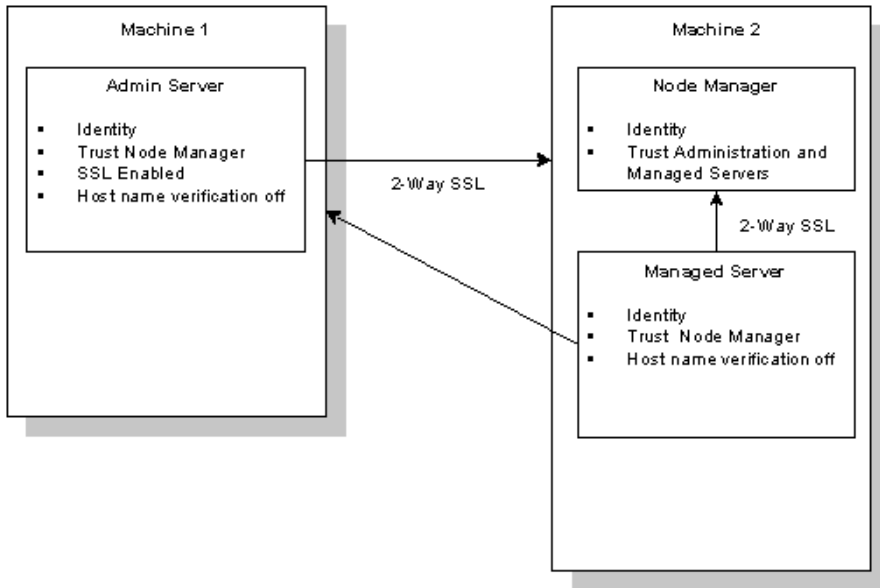 Machine 1
Admin Server
▪ Identity
▪ Trust Node Manager
▪ SSL Enabled
▪ Host name verification off
2-Way SSL
Machine 2
Node Manager
▪ Identity
▪ Trust Administration and
Managed Servers
2-Way SSL
Managed Server
▪ Identity
▪ Trust Node Manager
▪ Host name verification off